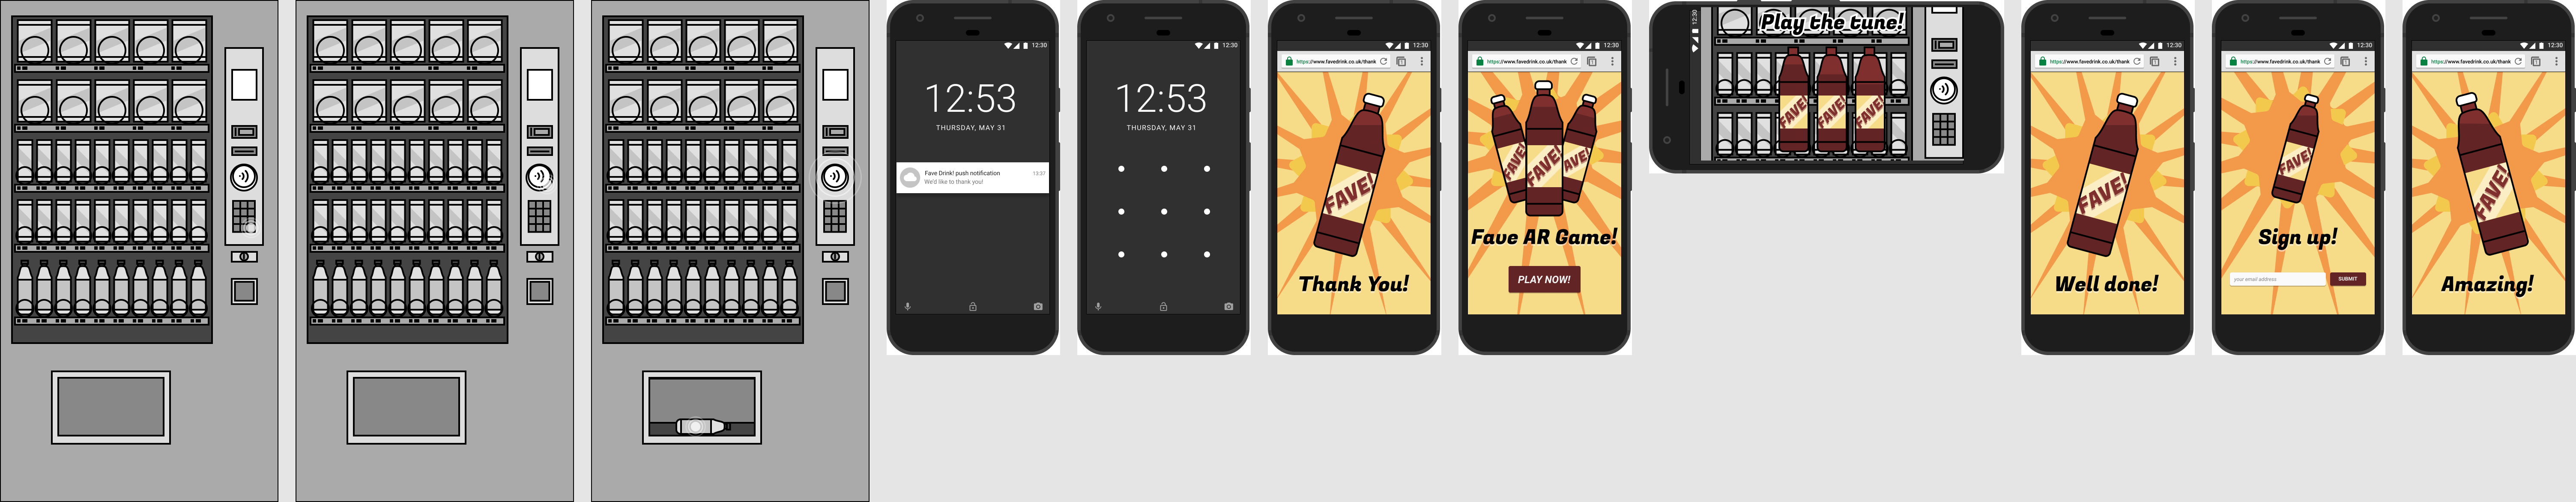 12:30
12:53
THURSDAY, MAY 31
Fave Drink! push notification
13:37
We'd like to thank you!
12:30
12:53
THURSDAY, MAY 31
12:30
https://www.favedrink.co.uk/thank
FAVE!
Thank You!
12:30
https://www.favedrink.co.uk/thank
FAVE!
FAVE!
FAVE!
Fave AR Game!
PLAY NOW!
12:30
Play the tune!
FAVE!
FAVE!
FAVE!
12:30
https://www.favedrink.co.uk/thank
FAVE!
Well done!
12:30
https://www.favedrink.co.uk/thank
FAVE!
Sign up!
your email address
SUBMIT
12:30
https://www.favedrink.co.uk/thank
FAVE!
Amazing!